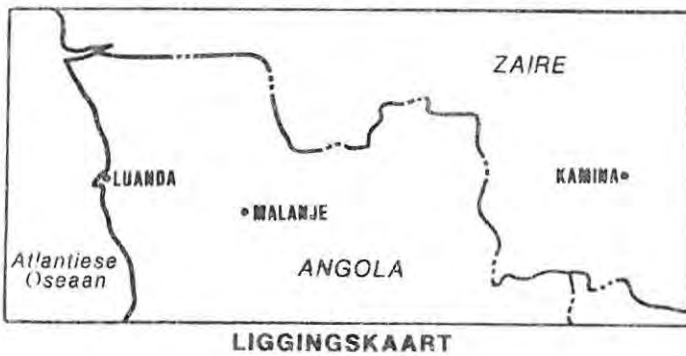 ZAIRE
LUANDA
KAMINA
MALANJE
Atlantiese
Oseaan
ANGOLA
LIGGINGSKAART